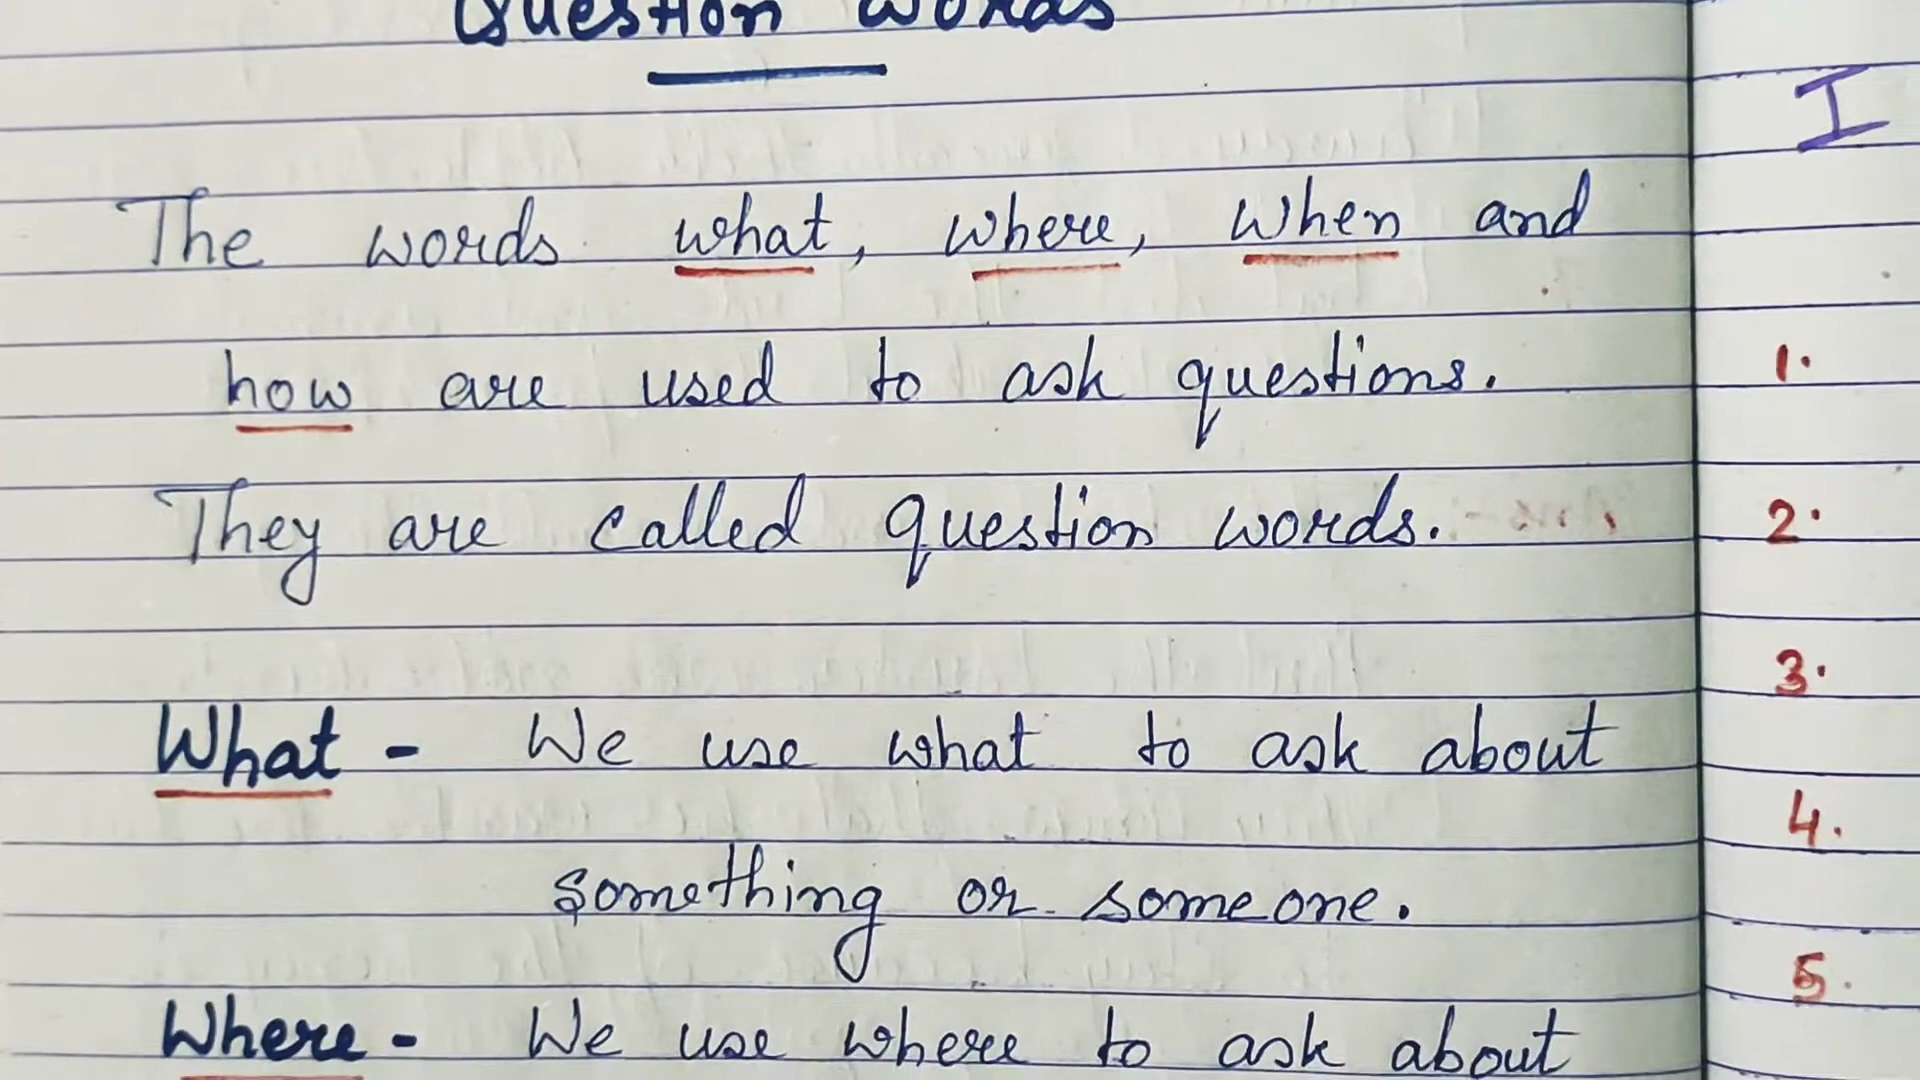 Question words
The words what, where, when and
how are used to ask questions.
They are called question words.
What - We use what to ask about
something or someone.
Where - We use where to ask about
I
1.
2.
3.
4.
5.